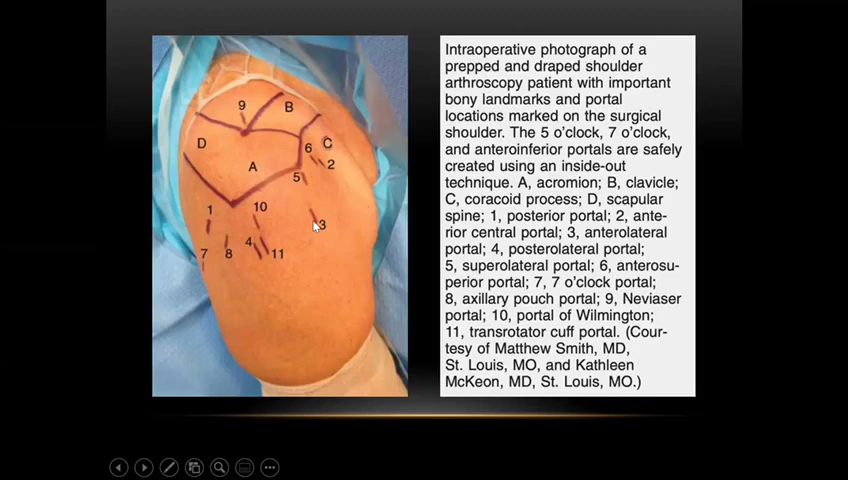 9
B
D
6
C
A
2
5
1
10
3
4
7
8
11
Intraoperative photograph of a
prepped and draped shoulder
arthroscopy patient with important
bony landmarks and portal
locations marked on the surgical
shoulder. The 5 o'clock, 7 o'clock,
and anteroinferior portals are safely
created using an inside-out
technique. A, acromion; B, clavicle;
C, coracoid process; D, scapular
spine; 1, posterior portal; 2, ante-
rior central portal; 3, anterolateral
portal; 4, posterolateral portal;
5, superolateral portal; 6, anterosu-
perior portal; 7, 7 o'clock portal;
8, axillary pouch portal; 9, Neviaser
portal; 10, portal of Wilmington;
11, transrotator cuff portal. (Cour-
tesy of Matthew Smith, MD,
St. Louis, MO, and Kathleen
McKeon, MD, St. Louis, MO.)